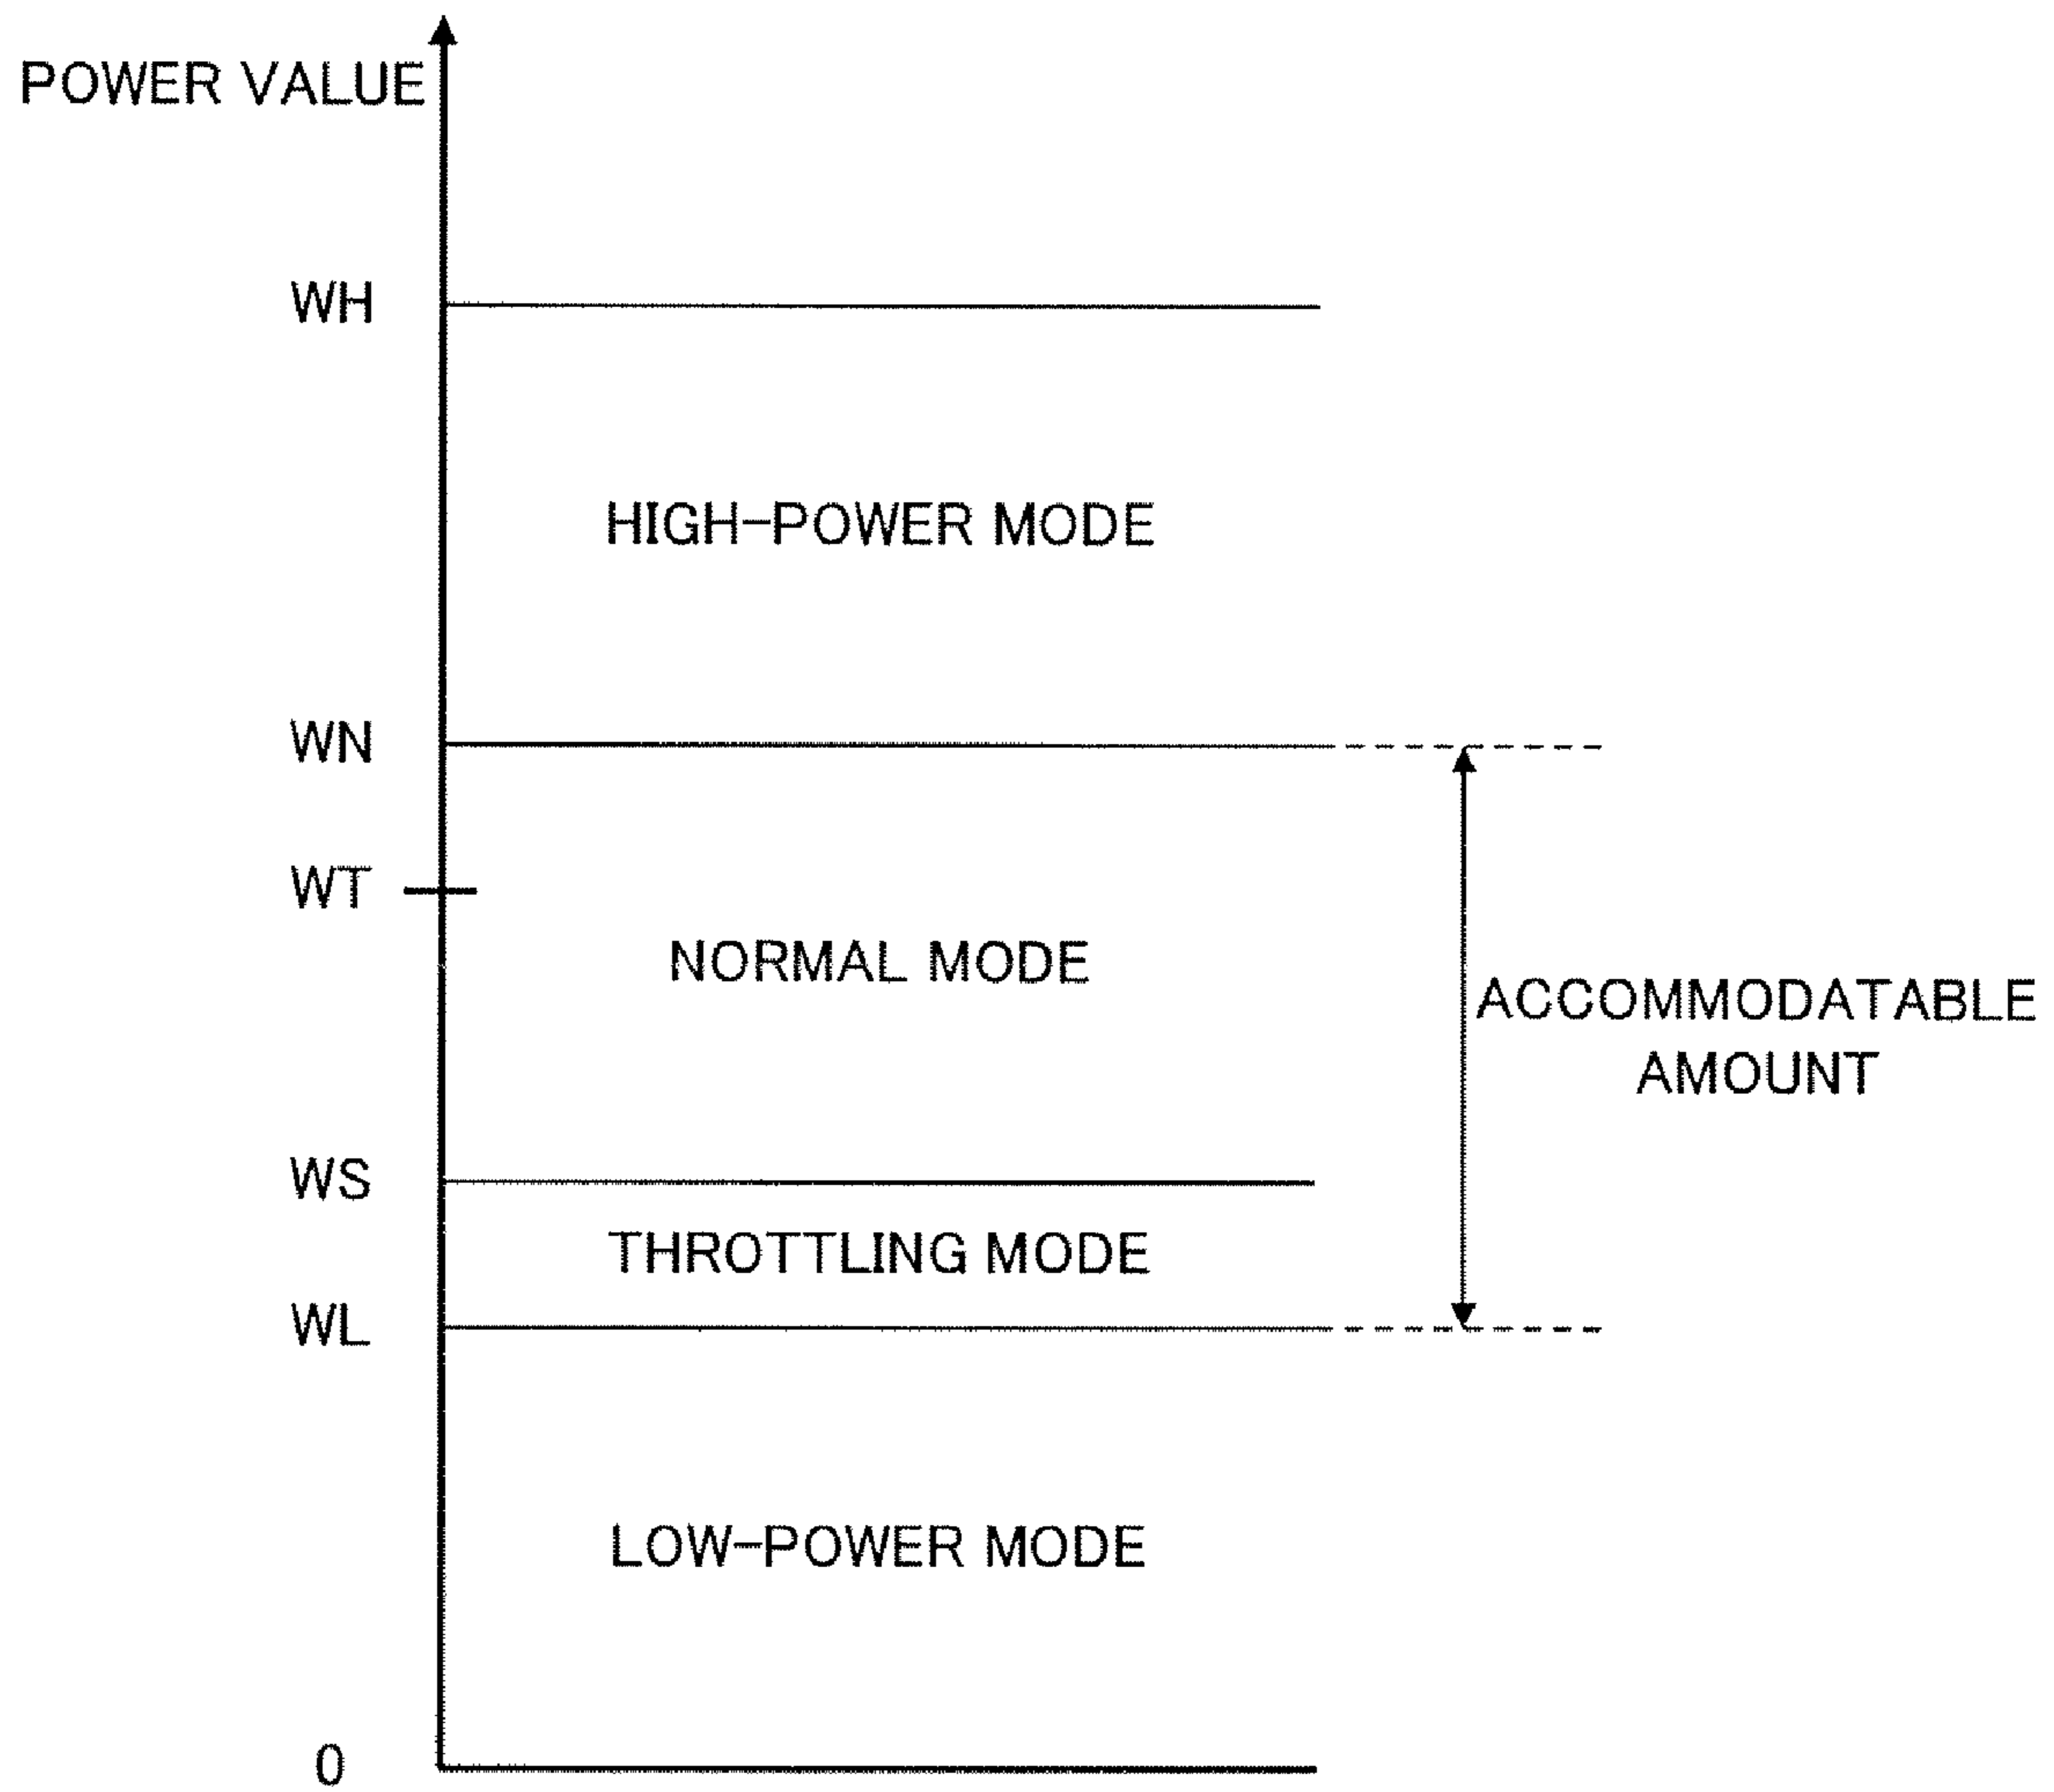 POWER VALUE
WH
HIGH-POWER MODE
WN
WT
NORMAL MODE
ACCOMMODATABLE
AMOUNT
WS
THROTTLING MODE
WL
LOW-POWER MODE
0